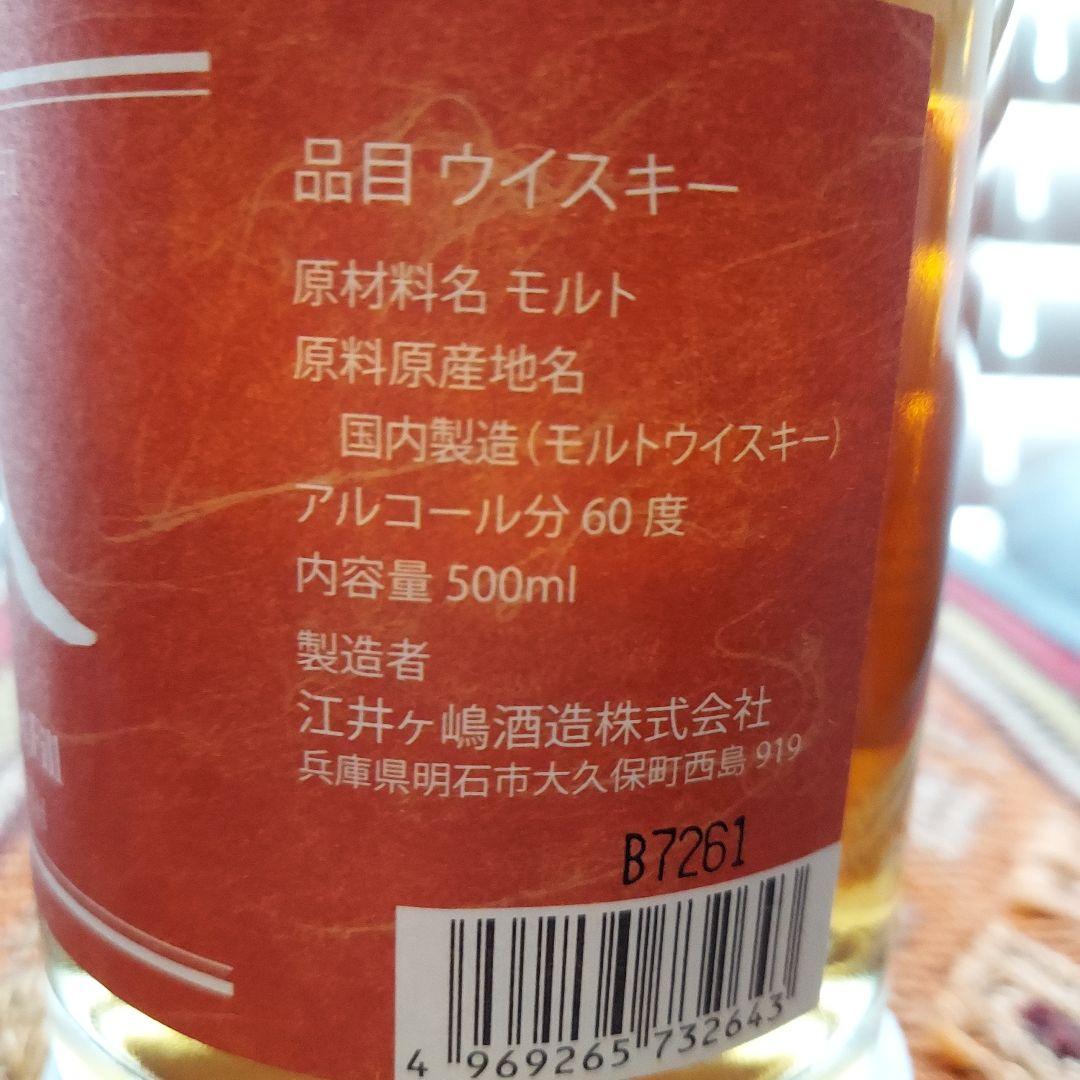 品目 ウイスキー
原材料名 モルト
原料原産地名
国内製造(モルトウイスキー)
アルコール分 60 度
内容量 500ml
製造者
江井ヶ嶋酒造株式会社
兵庫県明石市大久保町西島 919
B7261
4 969265 732643